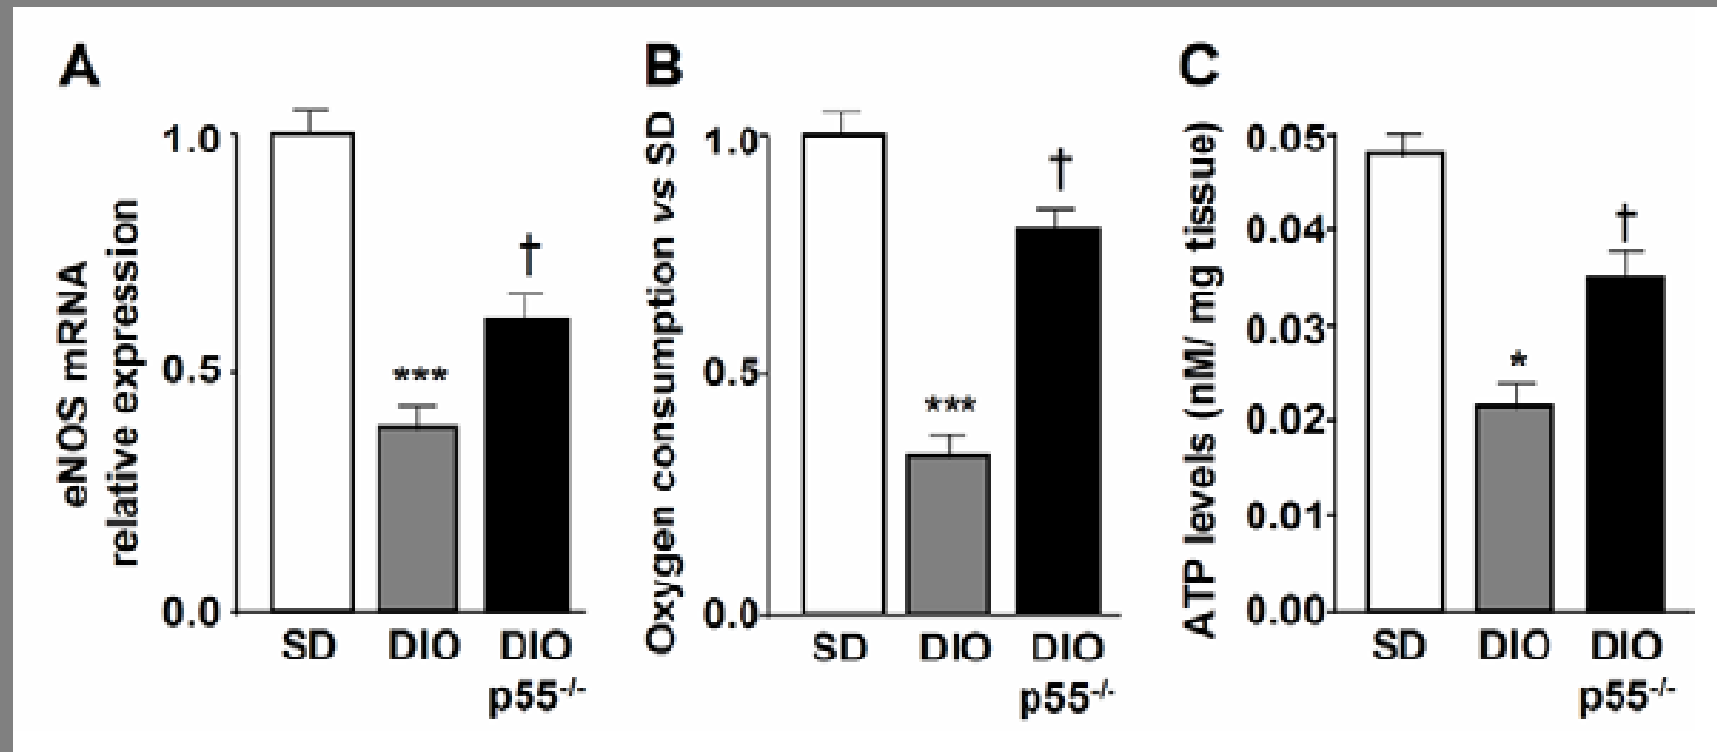 A
eNOS mRNA
relative expression
1.0
0.5
0.0
***
†
SD DIO DIO
p55-/-
B
Oxygen consumption vs SD
1.0
0.5
0.0
***
†
SD DIO DIO
p55-/-
C
ATP levels (nM/ mg tissue)
0.05
0.04
0.03
0.02
0.01
0.00
*
†
SD DIO DIO
p55-/-